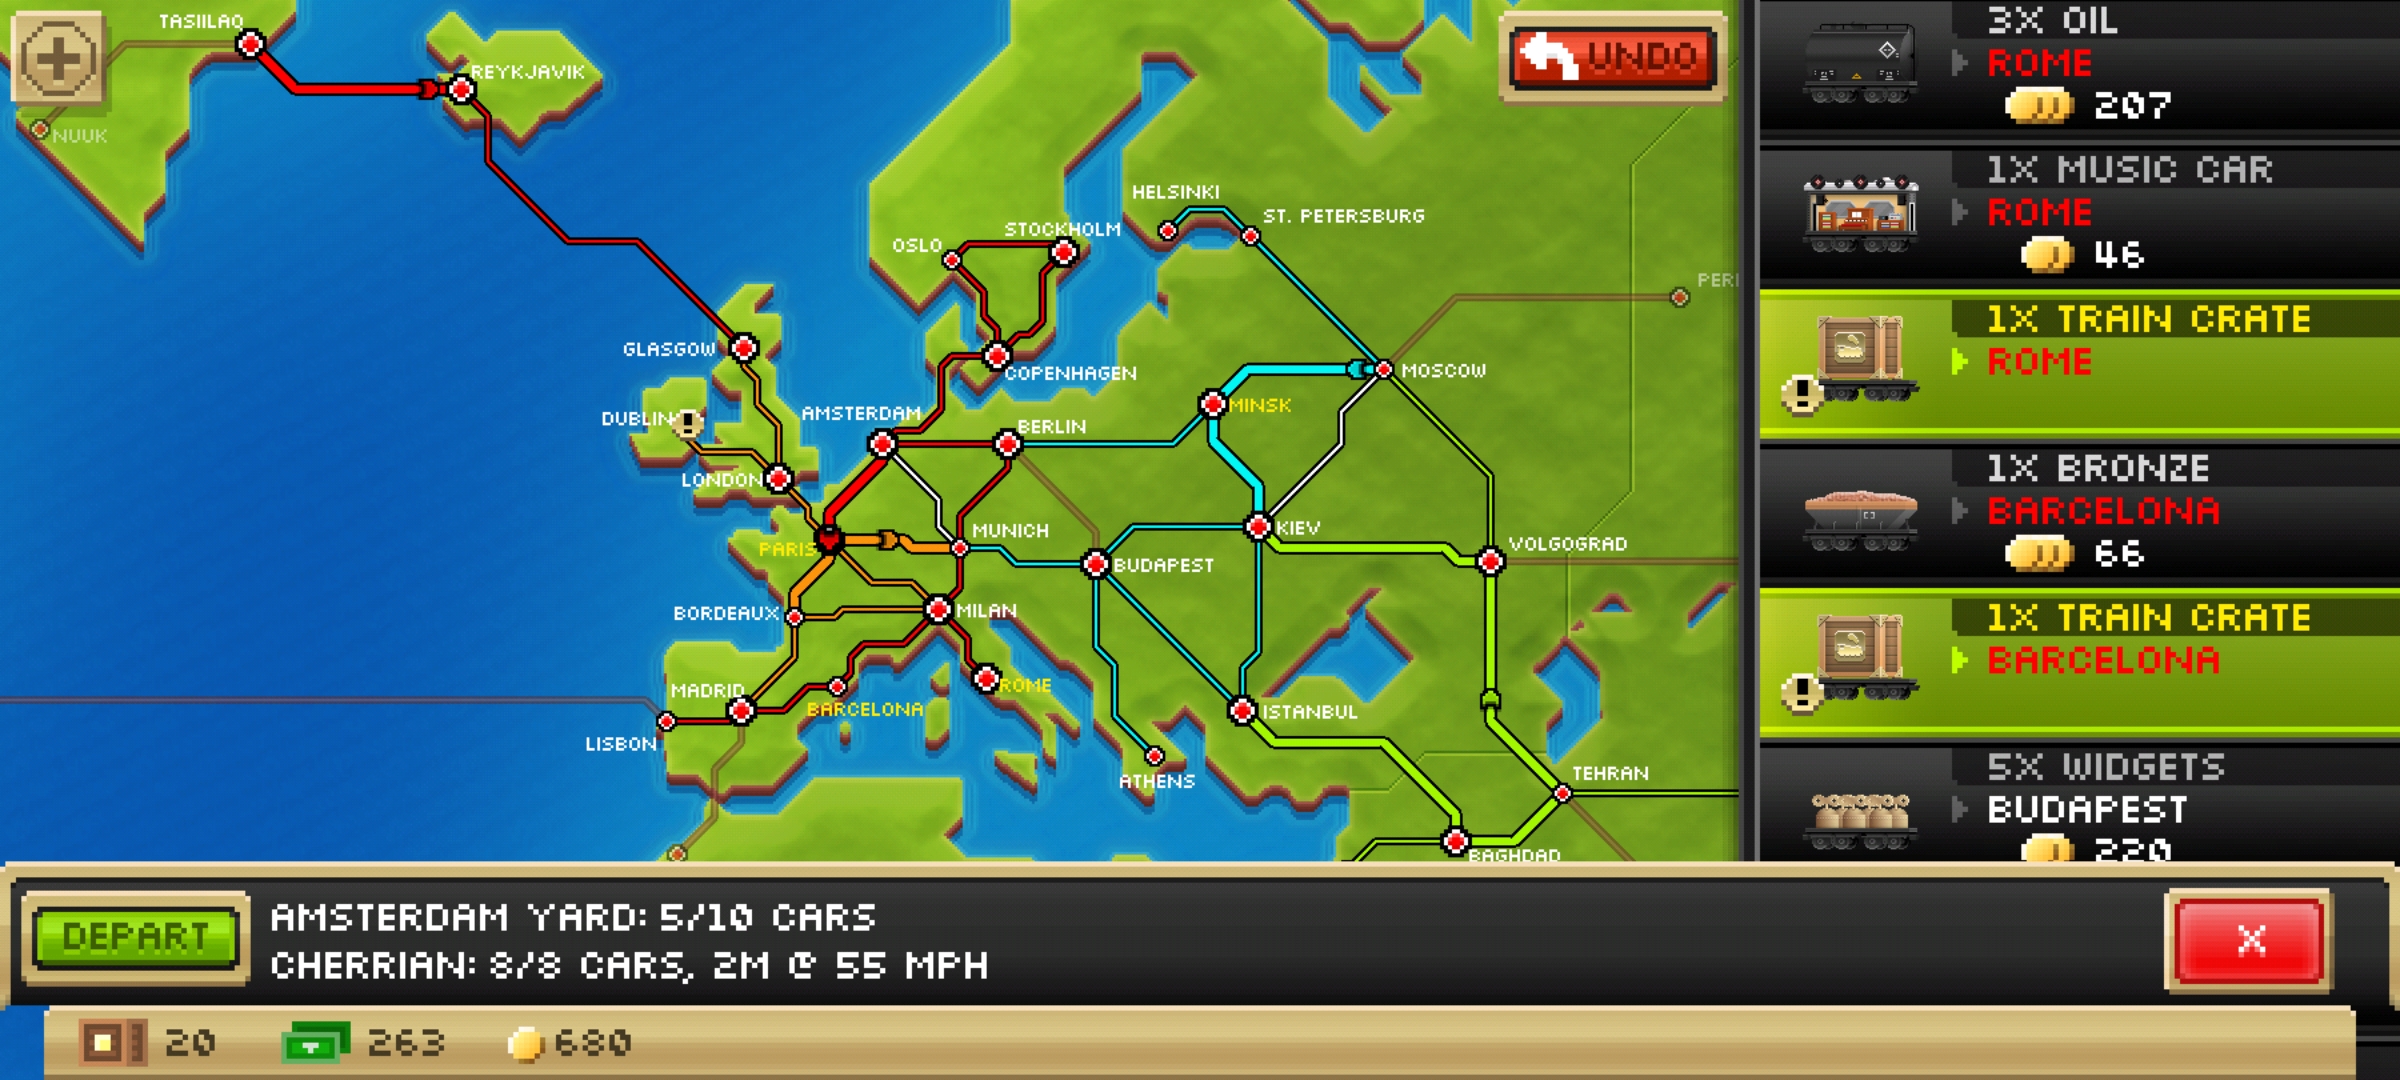 TASIILAQ
REYKJAVIK
NUUK
UNDO
HELSINKI
ST. PETERSBURG
STOCKHOLM
OSLO
GLASGOW
COPENHAGEN
MOSCOW
DUBLIN
AMSTERDAM
BERLIN
MINSK
LONDON
MUNICH
KIEV
VOLGOGRAD
PARIS
BUDAPEST
BORDEAUX
MILAN
MADRID
ROME
BARCELONA
ISTANBUL
LISBON
ATHENS
TEHRAN
BAGHDAD
3X OIL
ROME
207
1X MUSIC CAR
ROME
46
1X TRAIN CRATE
ROME
1X BRONZE
BARCELONA
66
1X TRAIN CRATE
BARCELONA
5X WIDGETS
BUDAPEST
220
DEPART
AMSTERDAM YARD: 5/10 CARS
CHERRIAN: 8/8 CARS, 2M @ 55 MPH
X
20
263
680